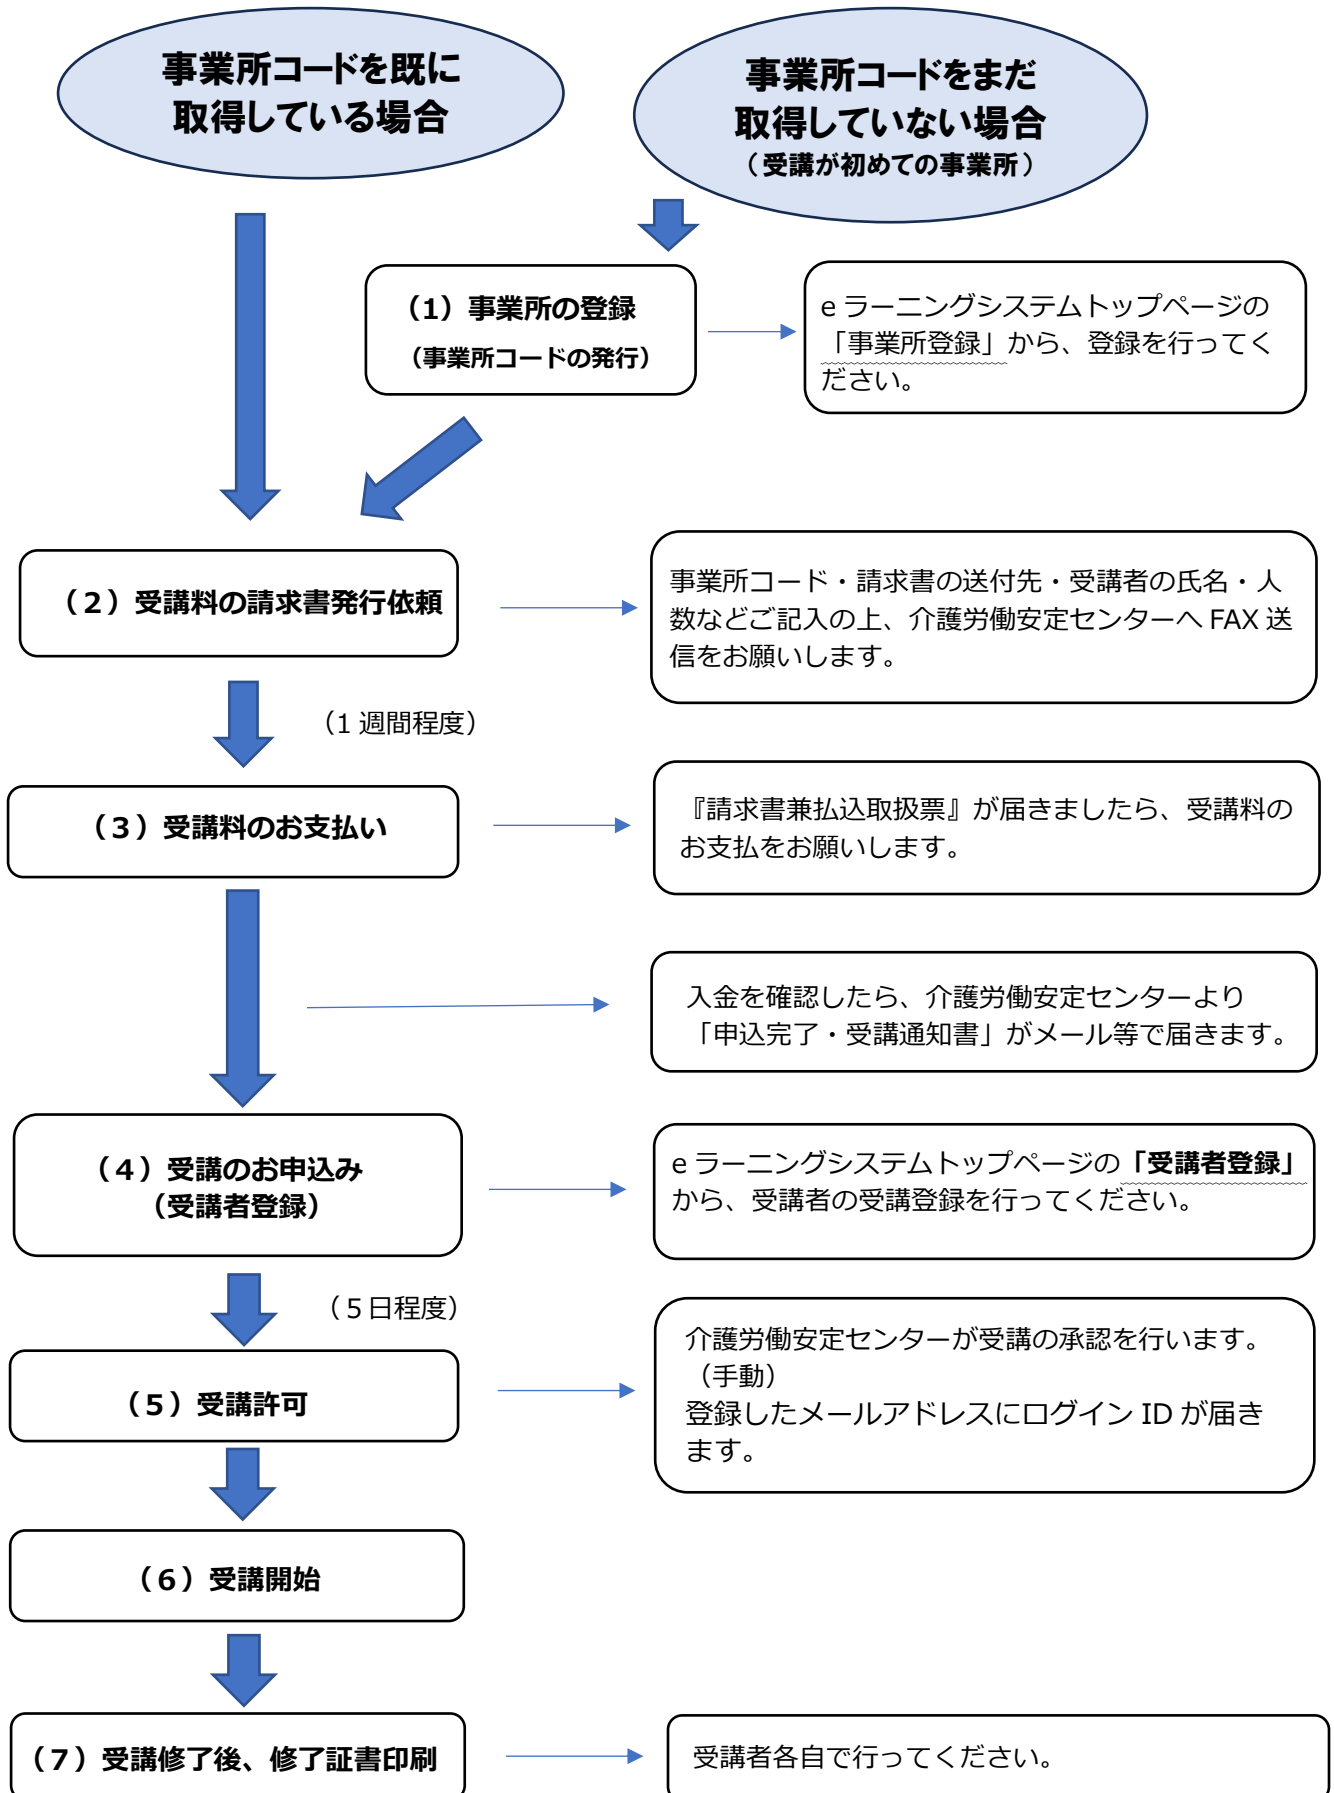 事業所コードを既に
取得している場合
事業所コードをまだ
取得していない場合
（受講が初めての事業所）
（1）事業所の登録
（事業所コードの発行）
e ラーニングシステムトップページの
「事業所登録」から、登録を行ってく
ださい。
（2）受講料の請求書発行依頼
事業所コード・請求書の送付先・受講者の氏名・人
数などご記入の上、介護労働安定センターへ FAX 送
信をお願いします。
（1 週間程度）
（3）受講料のお支払い
『請求書兼払込取扱票』が届きましたら、受講料の
お支払をお願いします。
入金を確認したら、介護労働安定センターより
「申込完了・受講通知書」がメール等で届きます。
（4）受講のお申込み
（受講者登録）
e ラーニングシステムトップページの「受講者登録」
から、受講者の受講登録を行ってください。
（5日程度）
（5）受講許可
介護労働安定センターが受講の承認を行います。
（手動）
登録したメールアドレスにログイン ID が届き
ます。
（6）受講開始
（7）受講修了後、修了証書印刷
受講者各自で行ってください。